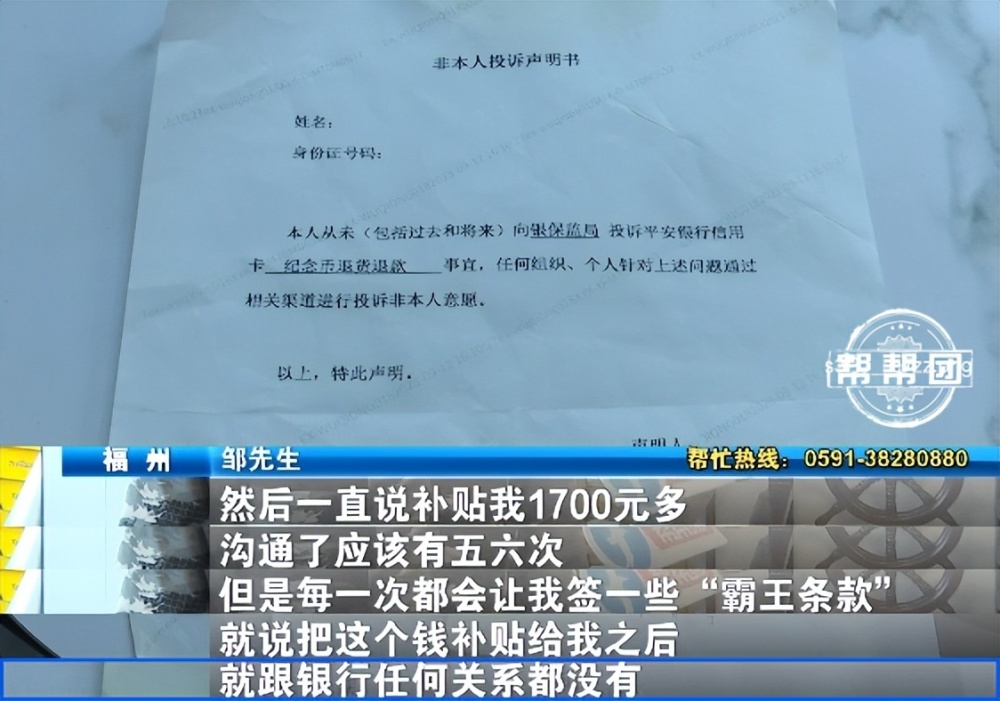 非本人投诉声明书
姓名：
身份证号码：
本人从未（包括过去和将来）向银保监局 投诉平安银行信用
卡 纪念币退货退款 事宜，任何组织、个人针对上述问题通过
相关渠道进行投诉非本人意愿。
以上，特此声明。
声明人
帮帮团
福州 邹先生 帮忙热线：0591-38280880
然后一直说补贴我1700元多
沟通了应该有五六次
但是每一次都会让我签一些“霸王条款”
就说把这个钱补贴给我之后
就跟银行任何关系都没有